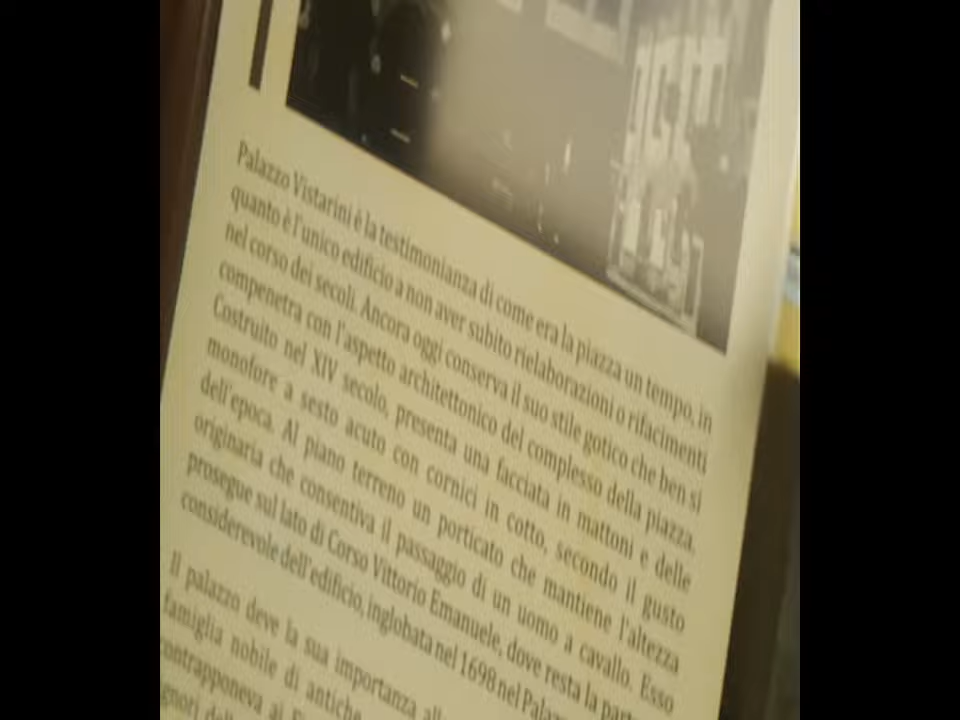 Palazzo Vistarini è la testimonianza di come era la piazza un tempo, in
quanto è l'unico edificio a non aver subito rielaborazioni o rifacimenti
nel corso dei secoli. Ancora oggi conserva il suo stile gotico che ben si
compenetra con l'aspetto architettonico del complesso della piazza.
Costruito nel XIV secolo, presenta una facciata in mattoni e delle
monofore a sesto acuto con cornici in cotto, secondo il gusto
dell'epoca. Al piano terreno un porticato che mantiene l'altezza
originaria che consentiva il passaggio di un uomo a cavallo. Esso
prosegue sul lato di Corso Vittorio Emanuele, dove resta la part
considerevole dell'edificio, inglobata nel 1698 nel Palaz
Il palazzo deve la sua importanza all
famiglia nobile di antiche
contrapponeva ai